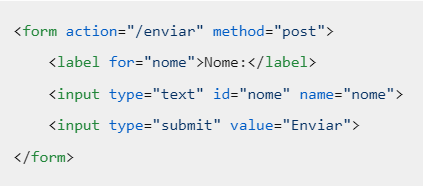 <form action="/enviar" method="post">
    <label for="nome">Nome:</label>
    <input type="text" id="nome" name="nome">
    <input type="submit" value="Enviar">
</form>